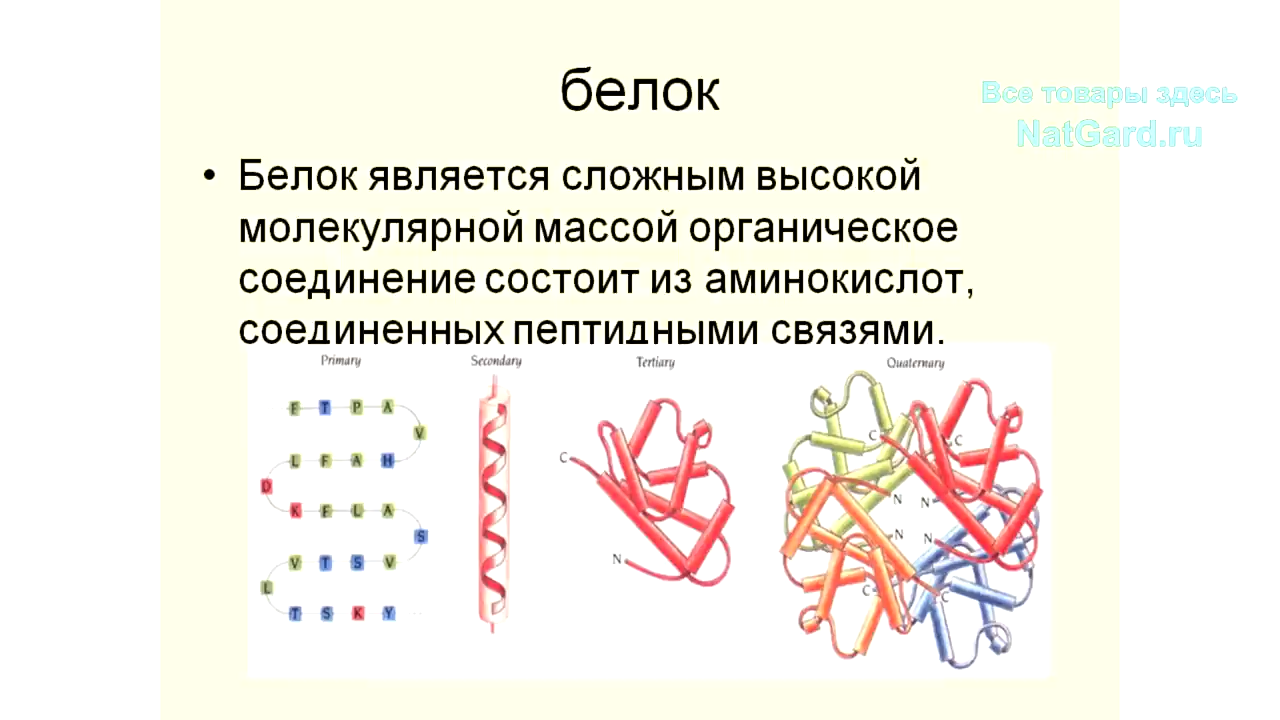 белок
Все товары здесь
NatGard.ru
• Белок является сложным высокой
молекулярной массой органическое
соединение состоит из аминокислот,
соединенных пептидными связями.
Primary Secondary Tertiary Quaternary
F T P A
V
L F A H
D
K F L A
S
V T S V
L
T S K Y
C
N
C
C
N
N
N
N
C
C